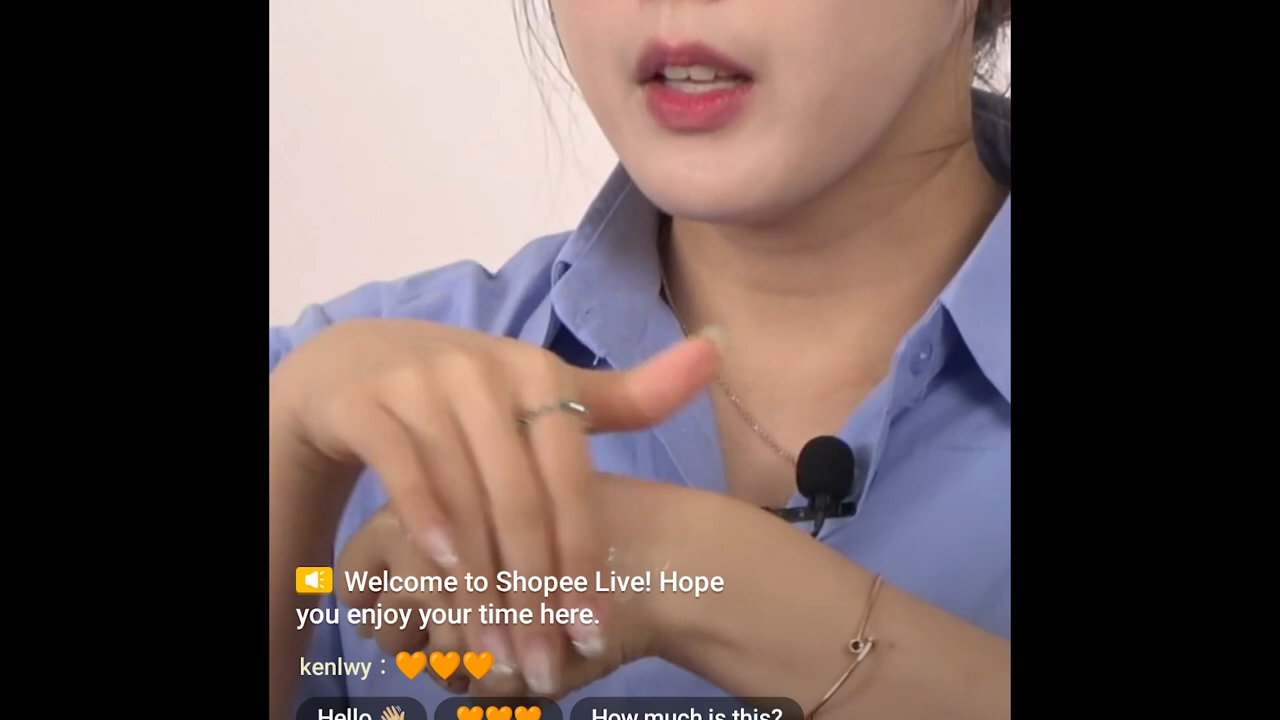 Welcome to Shopee Live! Hope
you enjoy your time here.
kenlwy : 🧡🧡🧡
Hello 👋🏼 🧡🧡🧡 How much is this?